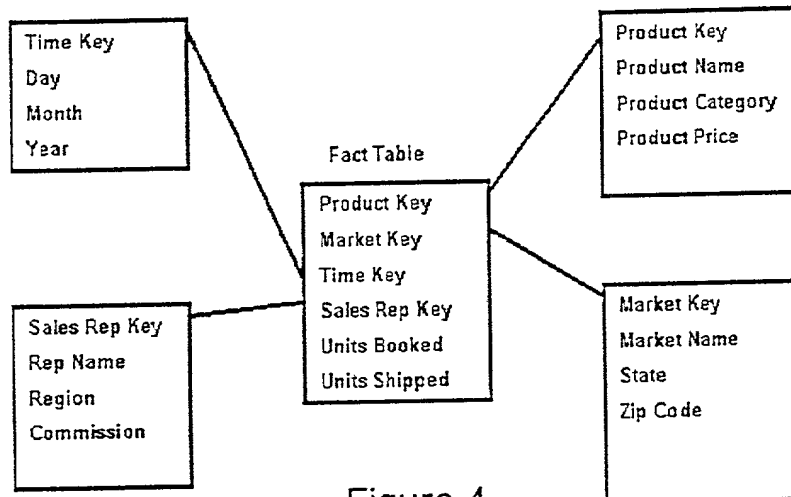 Time Key
Day
Month
Year
Product Key
Product Name
Product Category
Product Price
Fact Table
Product Key
Market Key
Time Key
Sales Rep Key
Units Booked
Units Shipped
Sales Rep Key
Rep Name
Region
Commission
Market Key
Market Name
State
Zip Code
Figure 4